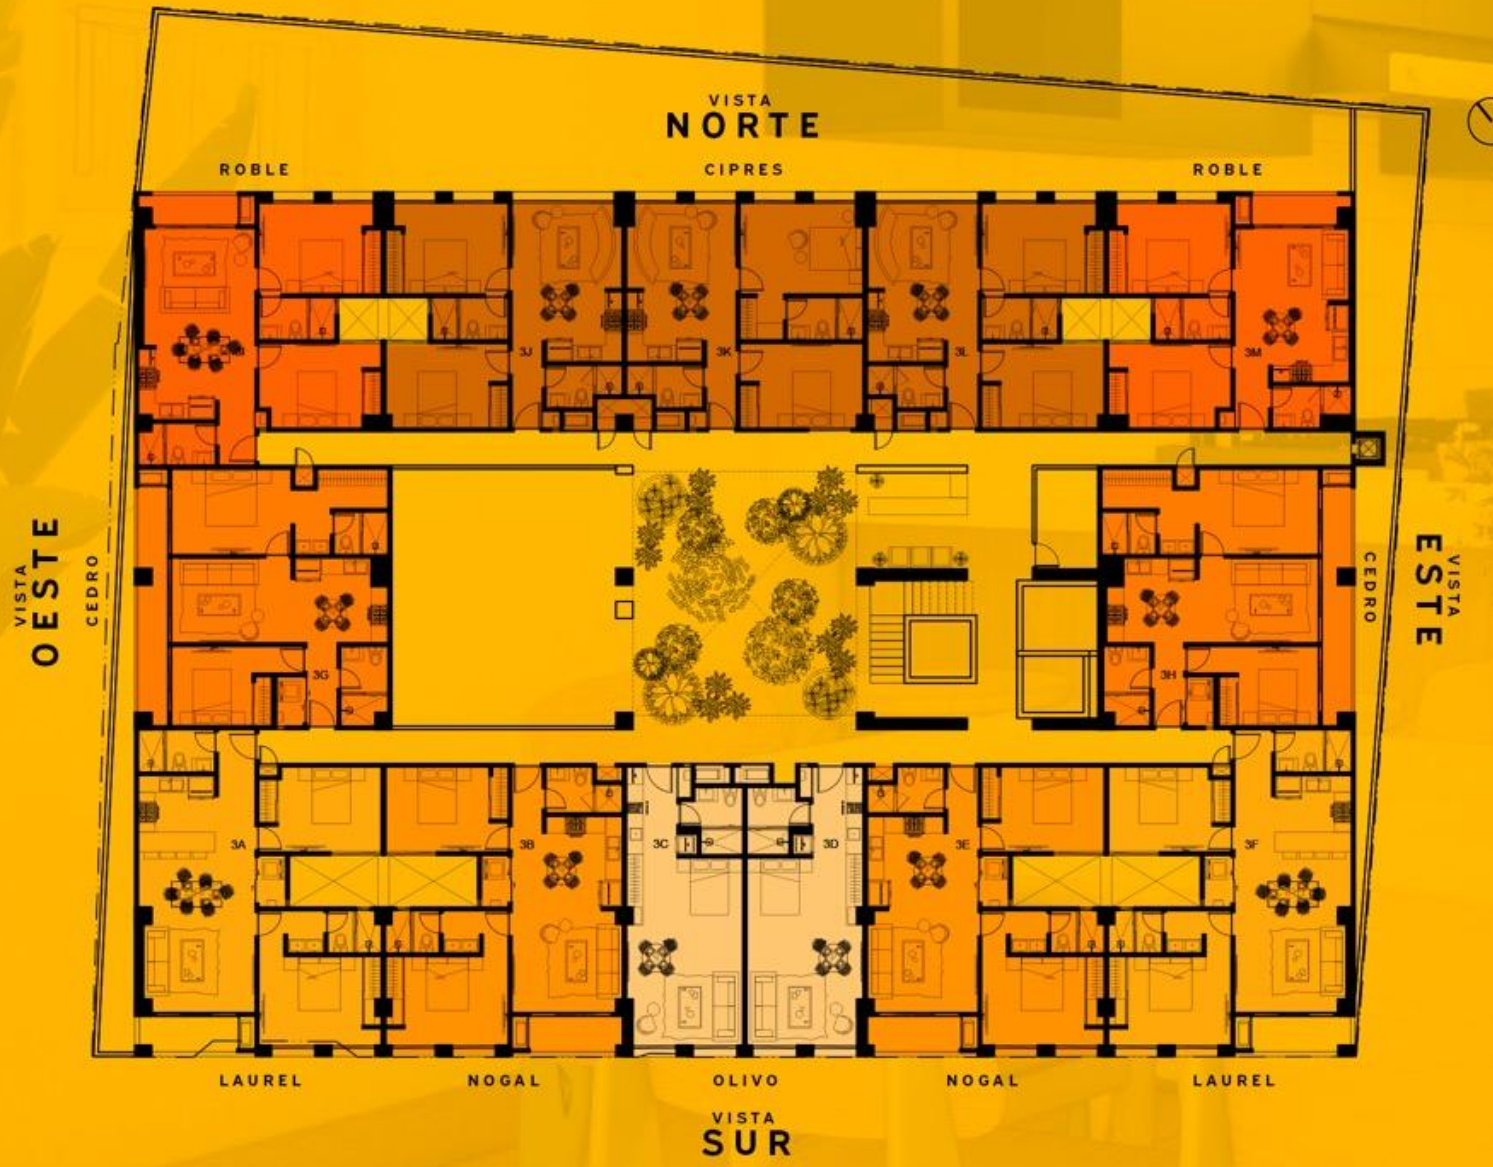 VISTA
NORTE
ROBLE
CIPRES
ROBLE
3J
3K
3L
3M
VISTA
OESTE
CEDRO
3G
3H
CEDRO
VISTA
ESTE
3A
3B
3C
3D
3E
3F
LAUREL
NOGAL
OLIVO
NOGAL
LAUREL
VISTA
SUR